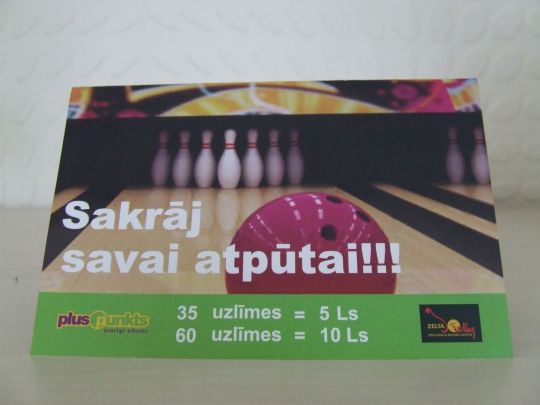 Sakrāj
savai atpūtai!!!
plus punkts
35 uzlīmes = 5 Ls
60 uzlīmes = 10 Ls
ZELTA